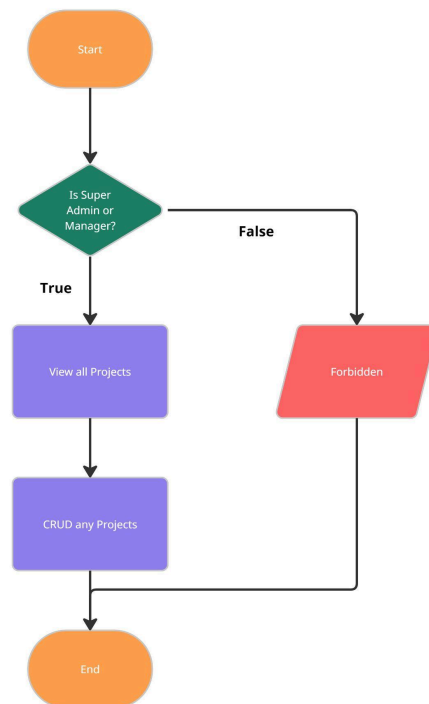 Start
Is Super
Admin or
Manager?
False
True
View all Projects
Forbidden
CRUD any Projects
End